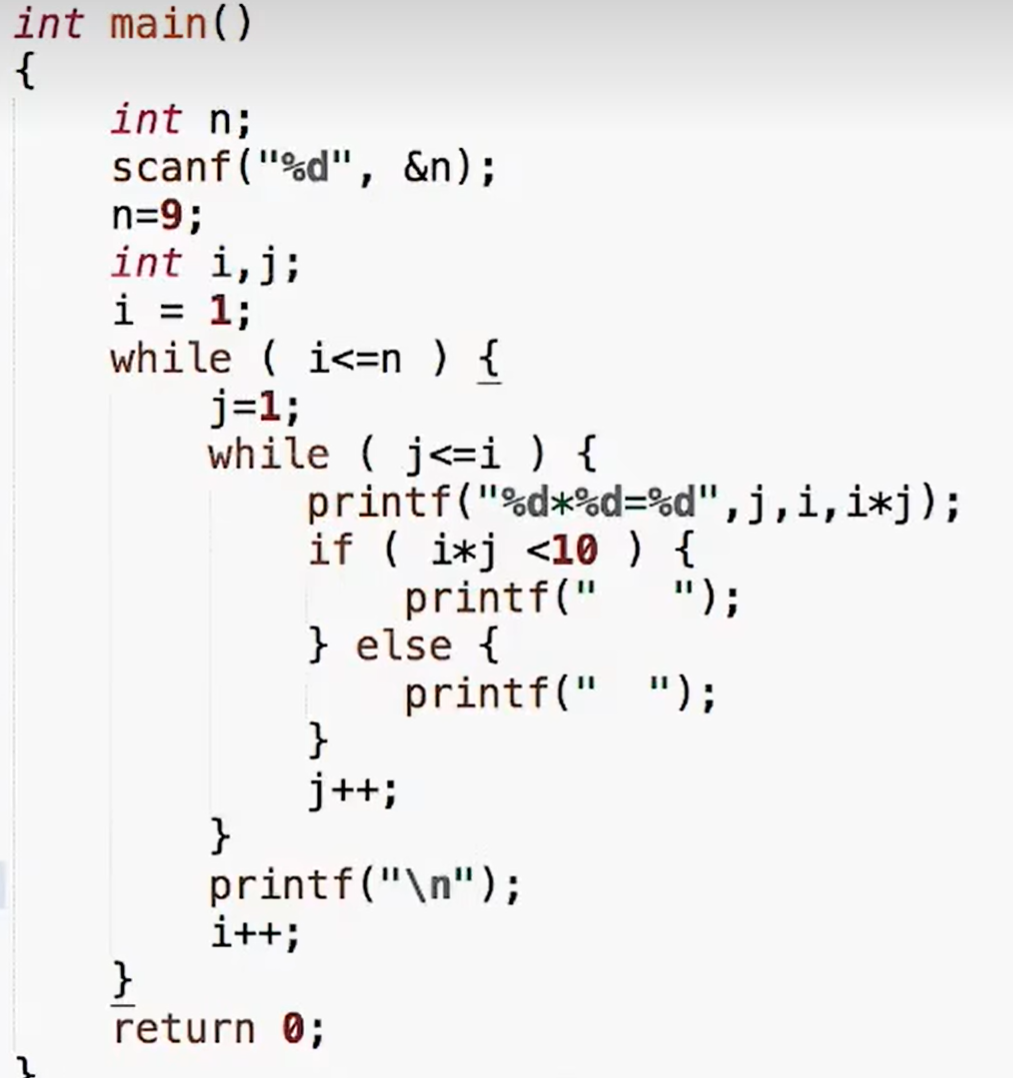 int main()
{
    int n;
    scanf("%d", &n);
    n=9;
    int i,j;
    i = 1;
    while ( i<=n ) {
        j=1;
        while ( j<=i ) {
            printf("%d*%d=%d",j,i,i*j);
            if ( i*j <10 ) {
                printf("   ");
            } else {
                printf("  ");
            }
            j++;
        }
        printf("\n");
        i++;
    }
    return 0;
}